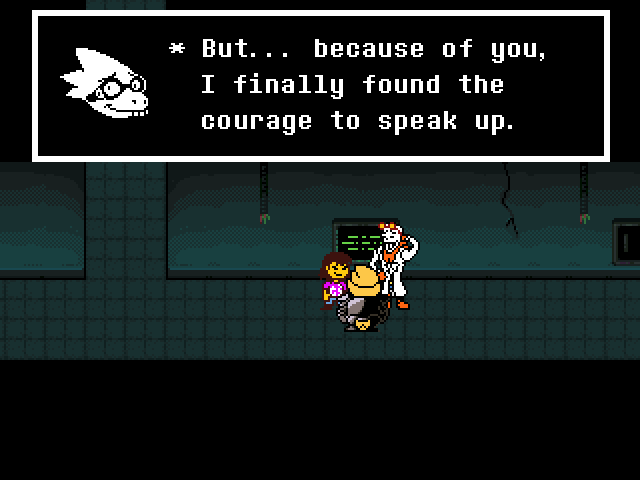 * But... because of you,
I finally found the
courage to speak up.